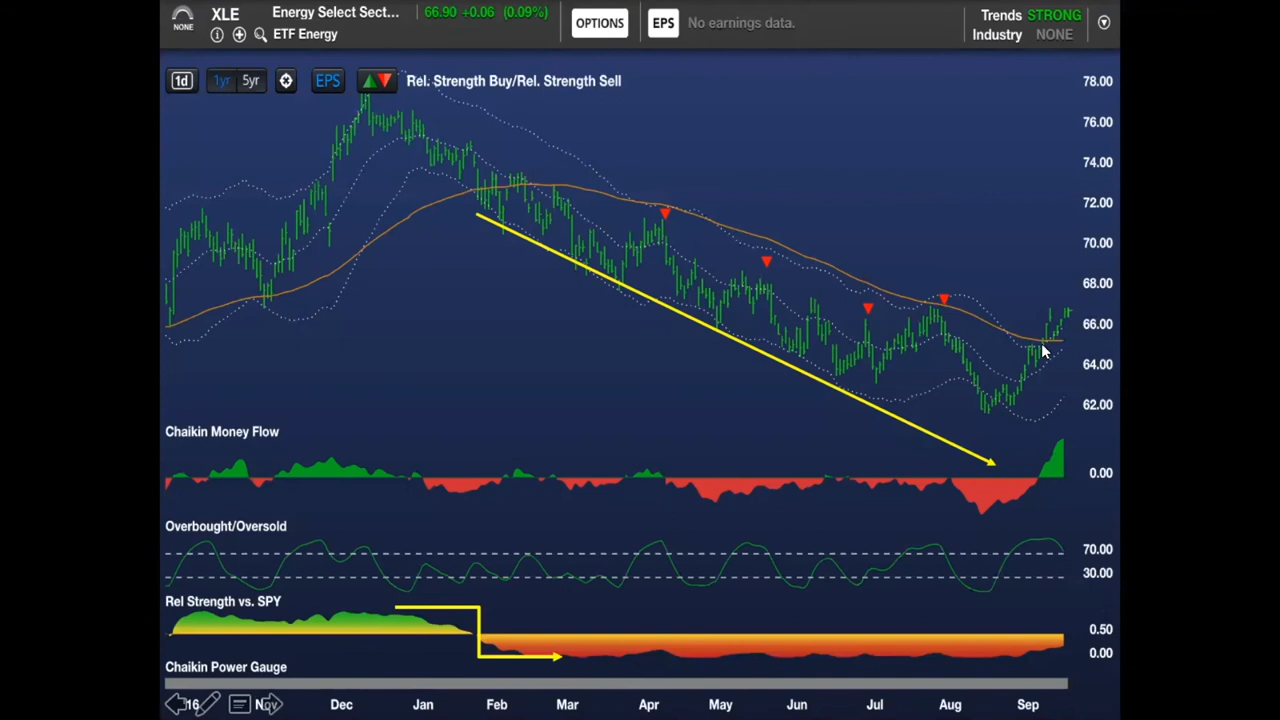 NONE
XLE
Energy Select Sect...
66.90 +0.06 (0.09%)
ETF Energy
OPTIONS
EPS
No earnings data.
Trends STRONG
Industry NONE
1d
1yr 5yr
EPS
Rel. Strength Buy/Rel. Strength Sell
78.00
76.00
74.00
72.00
70.00
68.00
66.00
64.00
62.00
Chaikin Money Flow
0.00
Overbought/Oversold
70.00
30.00
Rel Strength vs. SPY
0.50
0.00
Chaikin Power Gauge
16 Nov Dec Jan Feb Mar Apr May Jun Jul Aug Sep